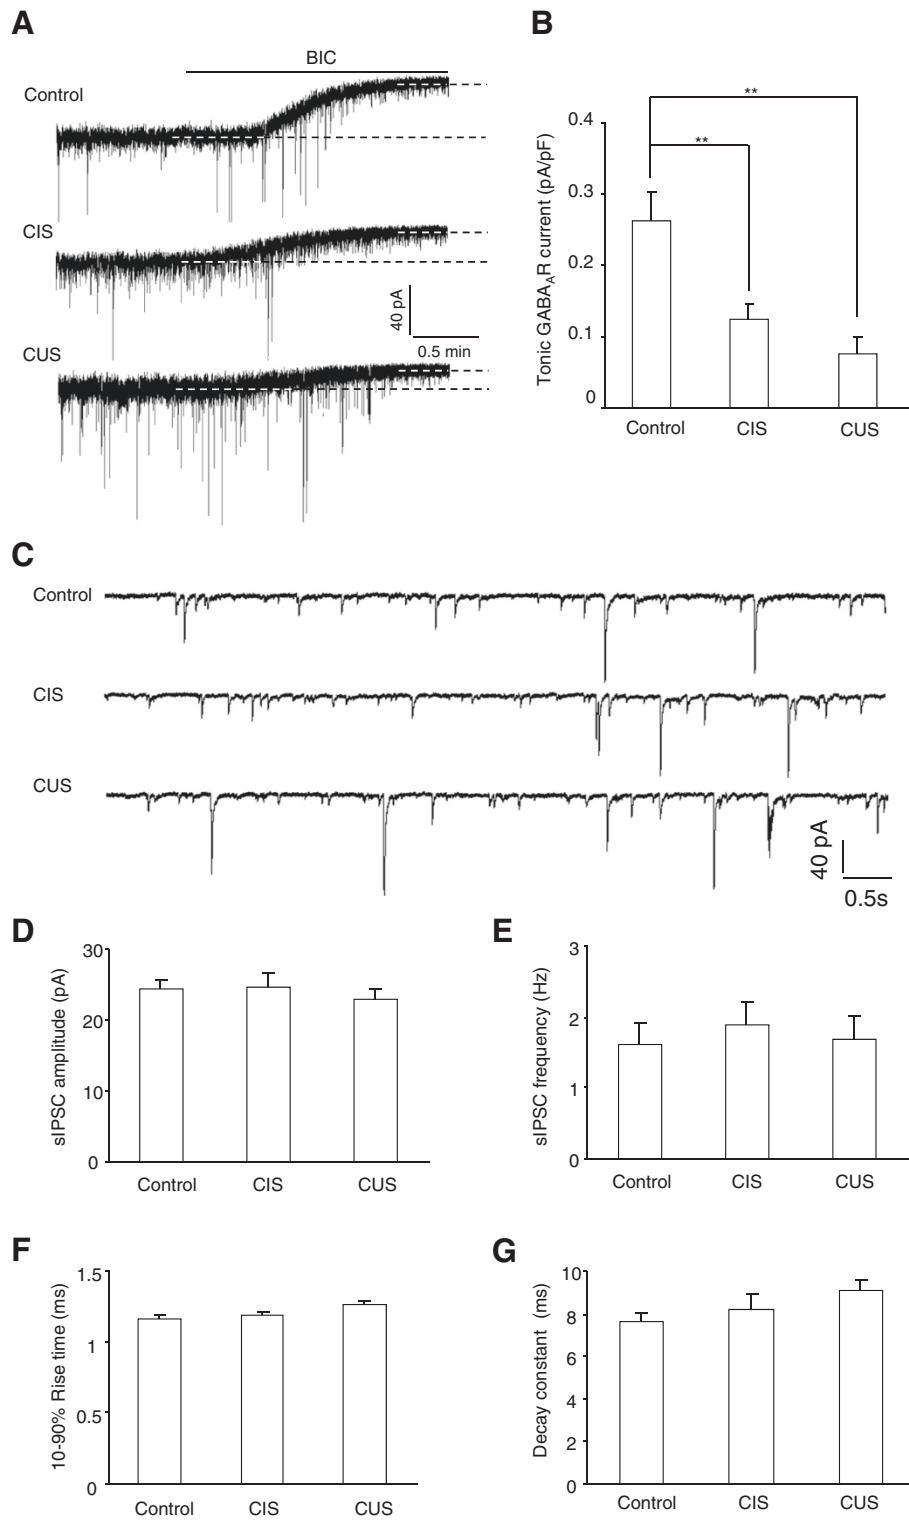 A
BIC
Control
CIS
40 pA
0.5 min
CUS
B
Tonic GABAAR current (pA/pF)
0.4
0.3
0.2
0.1
0
**
**
Control CIS CUS
C
Control
CIS
CUS
40 pA
0.5s
D
sIPSC amplitude (pA)
30
20
10
0
Control CIS CUS
E
sIPSC frequency (Hz)
3
2
1
0
Control CIS CUS
F
10-90% Rise time (ms)
1.5
1
0.5
0
Control CIS CUS
G
Decay constant (ms)
10
8
6
4
2
0
Control CIS CUS